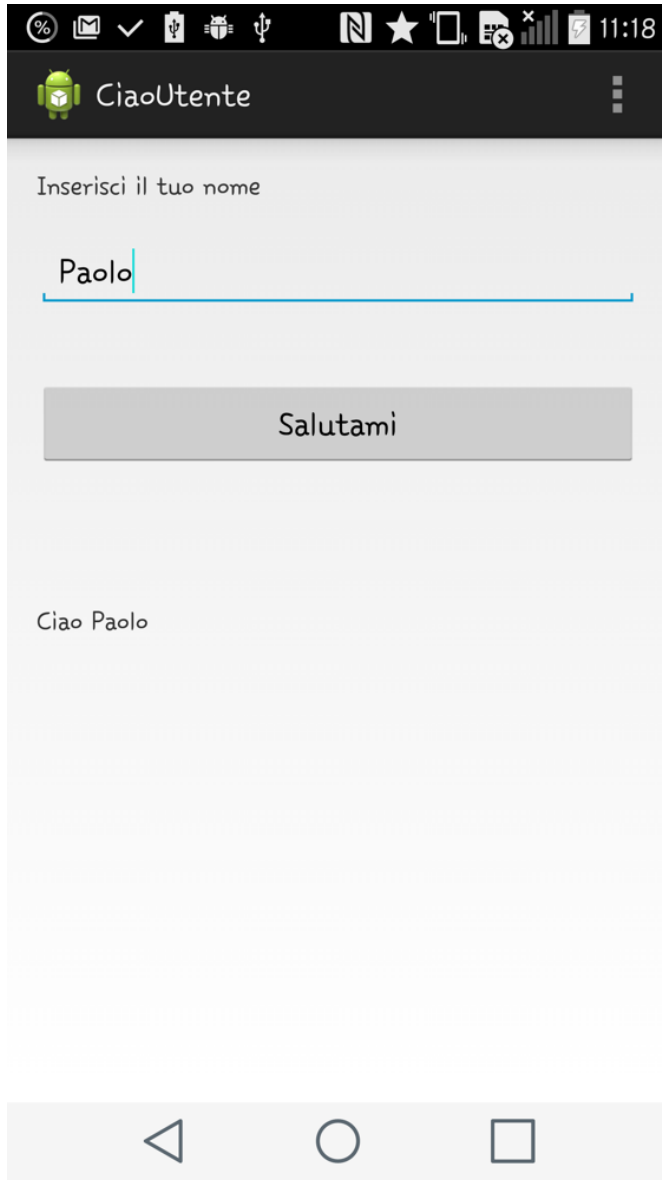 11:18
CiaoUtente
Inserisci il tuo nome
Paolo
Salutami
Ciao Paolo